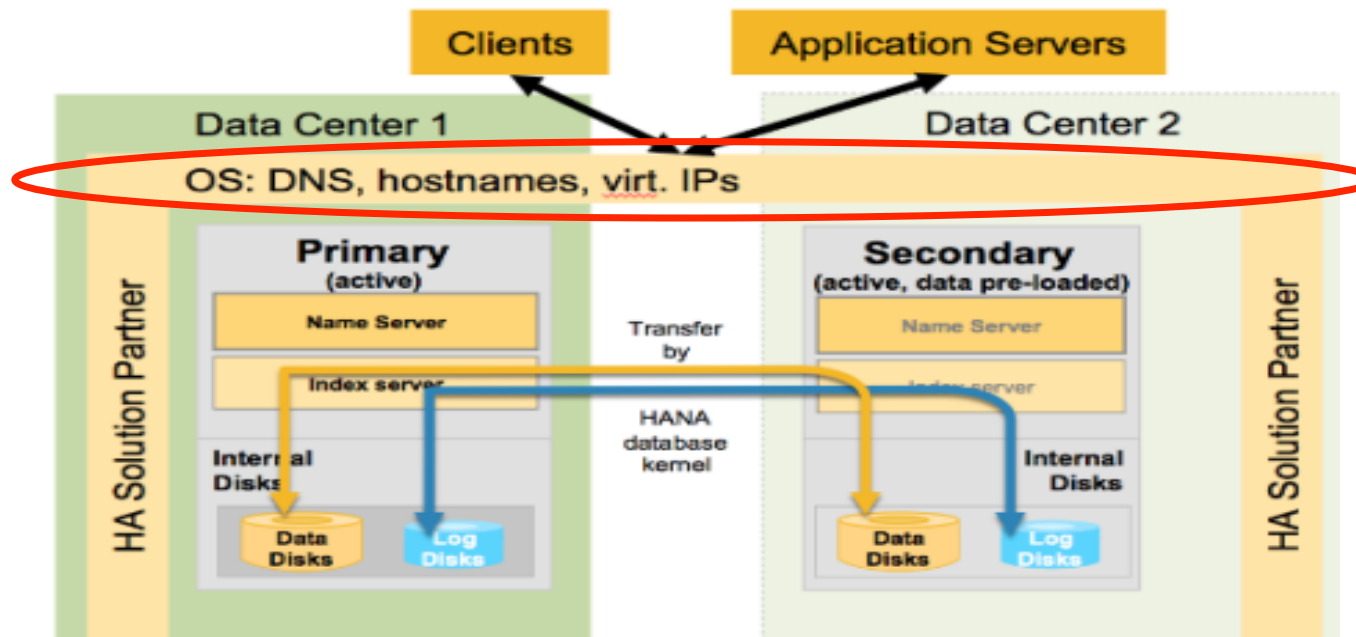 Clients
Application Servers
Data Center 1
Data Center 2
OS: DNS, hostnames, virt. IPs
HA Solution Partner
Primary
(active)
Name Server
Index server
Internal
Disks
Data
Disks
Log
Disks
Transfer
by
HANA
database
kernel
Secondary
(active, data pre-loaded)
Name Server
Index server
Internal
Disks
Data
Disks
Log
Disks
HA Solution Partner